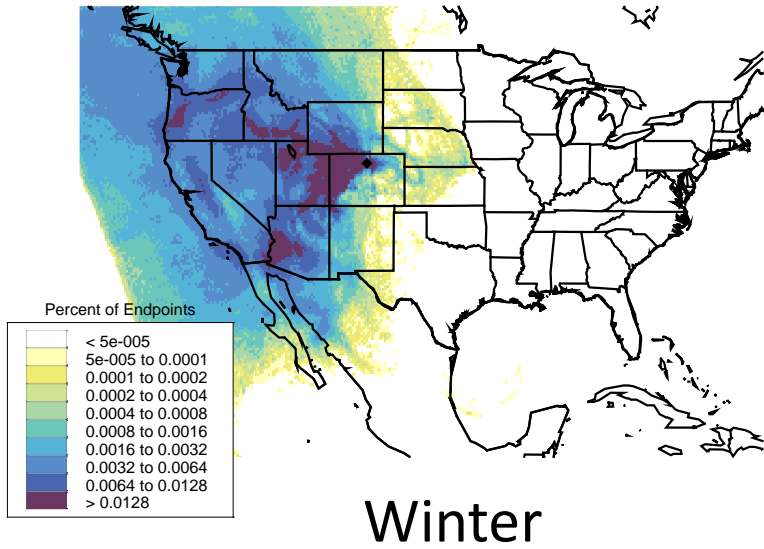 Percent of Endpoints
< 5e-005
5e-005 to 0.0001
0.0001 to 0.0002
0.0002 to 0.0004
0.0004 to 0.0008
0.0008 to 0.0016
0.0016 to 0.0032
0.0032 to 0.0064
0.0064 to 0.0128
> 0.0128
Winter